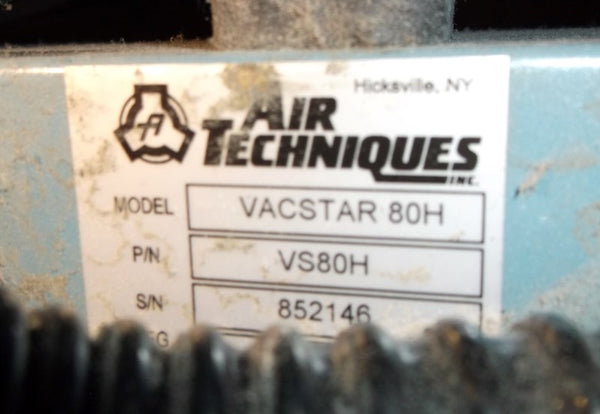 Hicksville, NY
AIR
TECHNIQUES
INC.
MODEL VACSTAR 80H
P/N VS80H
S/N 852146